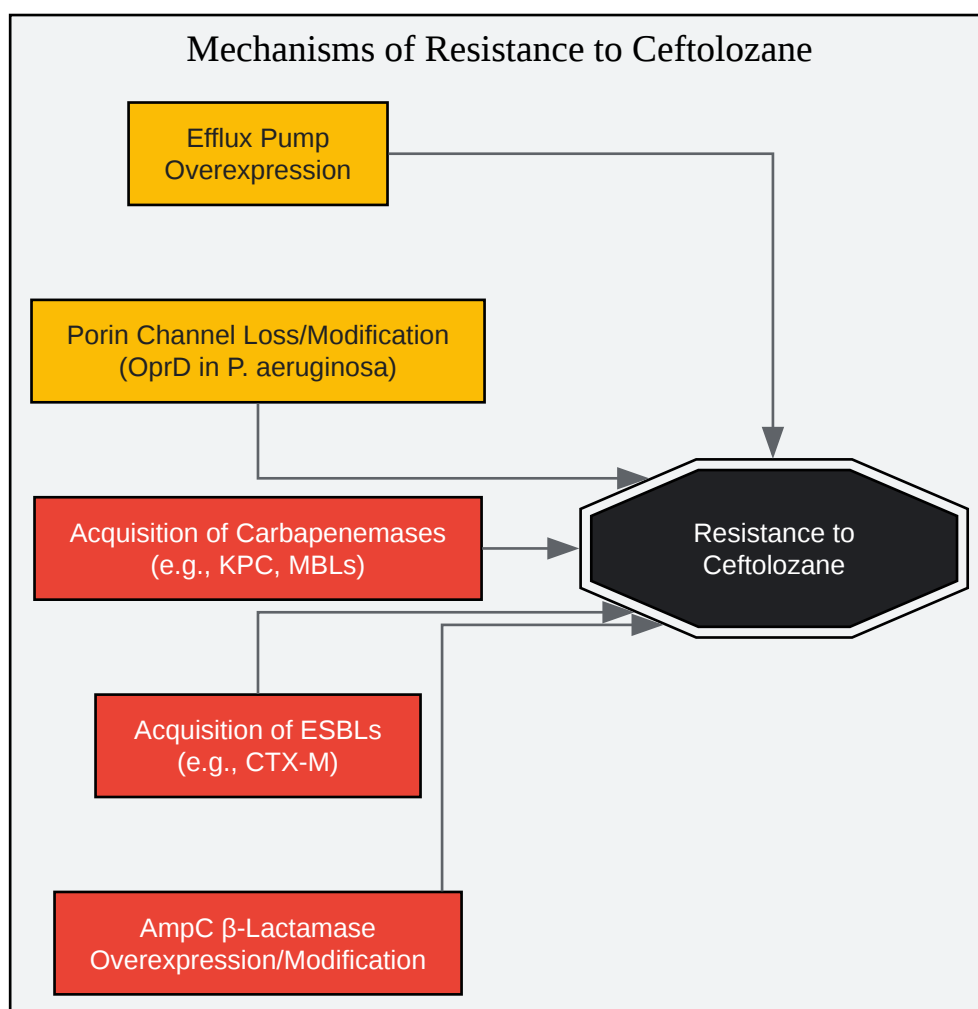 Mechanisms of Resistance to Ceftolozane
Efflux Pump
Overexpression
Porin Channel Loss/Modification
(OprD in P. aeruginosa)
Acquisition of Carbapenemases
(e.g., KPC, MBLs)
Resistance to
Ceftolozane
Acquisition of ESBLs
(e.g., CTX-M)
AmpC β-Lactamase
Overexpression/Modification